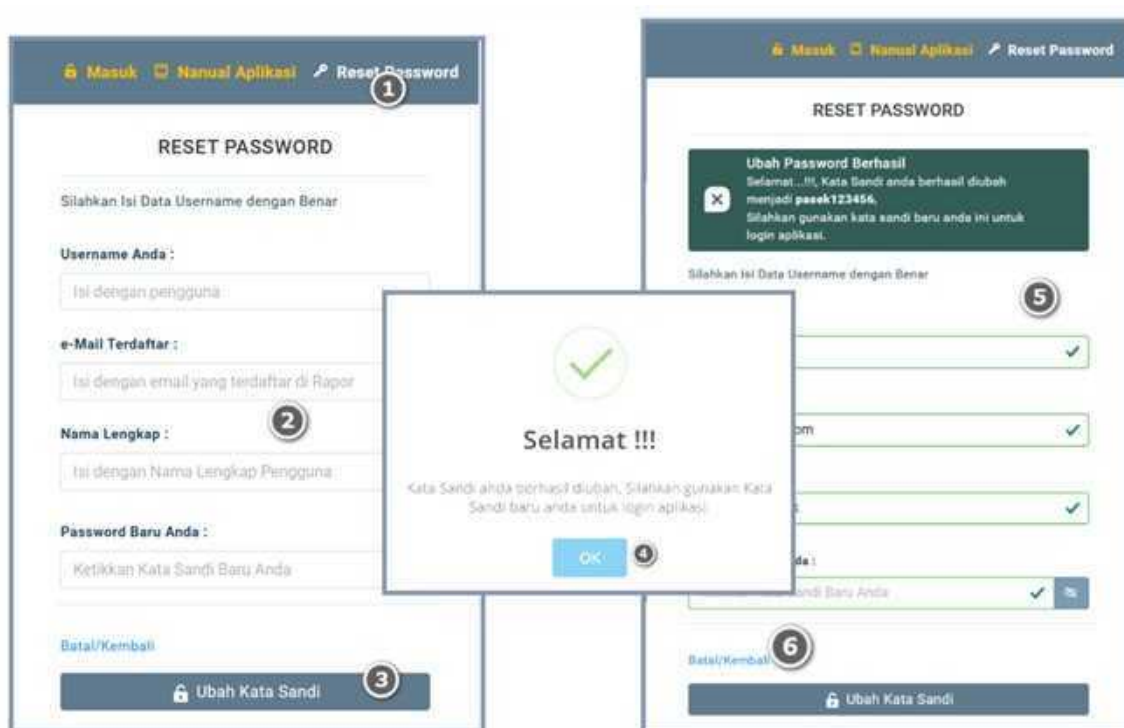 Masuk Nanual Aplikasi Reset Password
1
RESET PASSWORD
Silahkan Isi Data Username dengan Benar
Username Anda :
Isi dengan pengguna
e-Mail Terdaftar :
Isi dengan email yang terdaftar di Rapor
2
Nama Lengkap :
Isi dengan Nama Lengkap Pengguna
Password Baru Anda :
Ketikkan Kata Sandi Baru Anda
Batal/Kembali
Ubah Kata Sandi
3
Selamat !!!
Kata Sandi anda berhasil diubah, Silahkan gunakan Kata
Sandi baru anda untuk login aplikasi
OK
4
Masuk Nanual Aplikasi Reset Password
RESET PASSWORD
Ubah Password Berhasil
Selamat...!!!, Kata Sandi anda berhasil diubah
menjadi pasek123456.
Silahkan gunakan kata sandi baru anda ini untuk
login aplikasi.
Silahkan Isi Data Username dengan Benar
5
om
s
da :
Sandi Baru Anda
Batal/Kembali
6
Ubah Kata Sandi